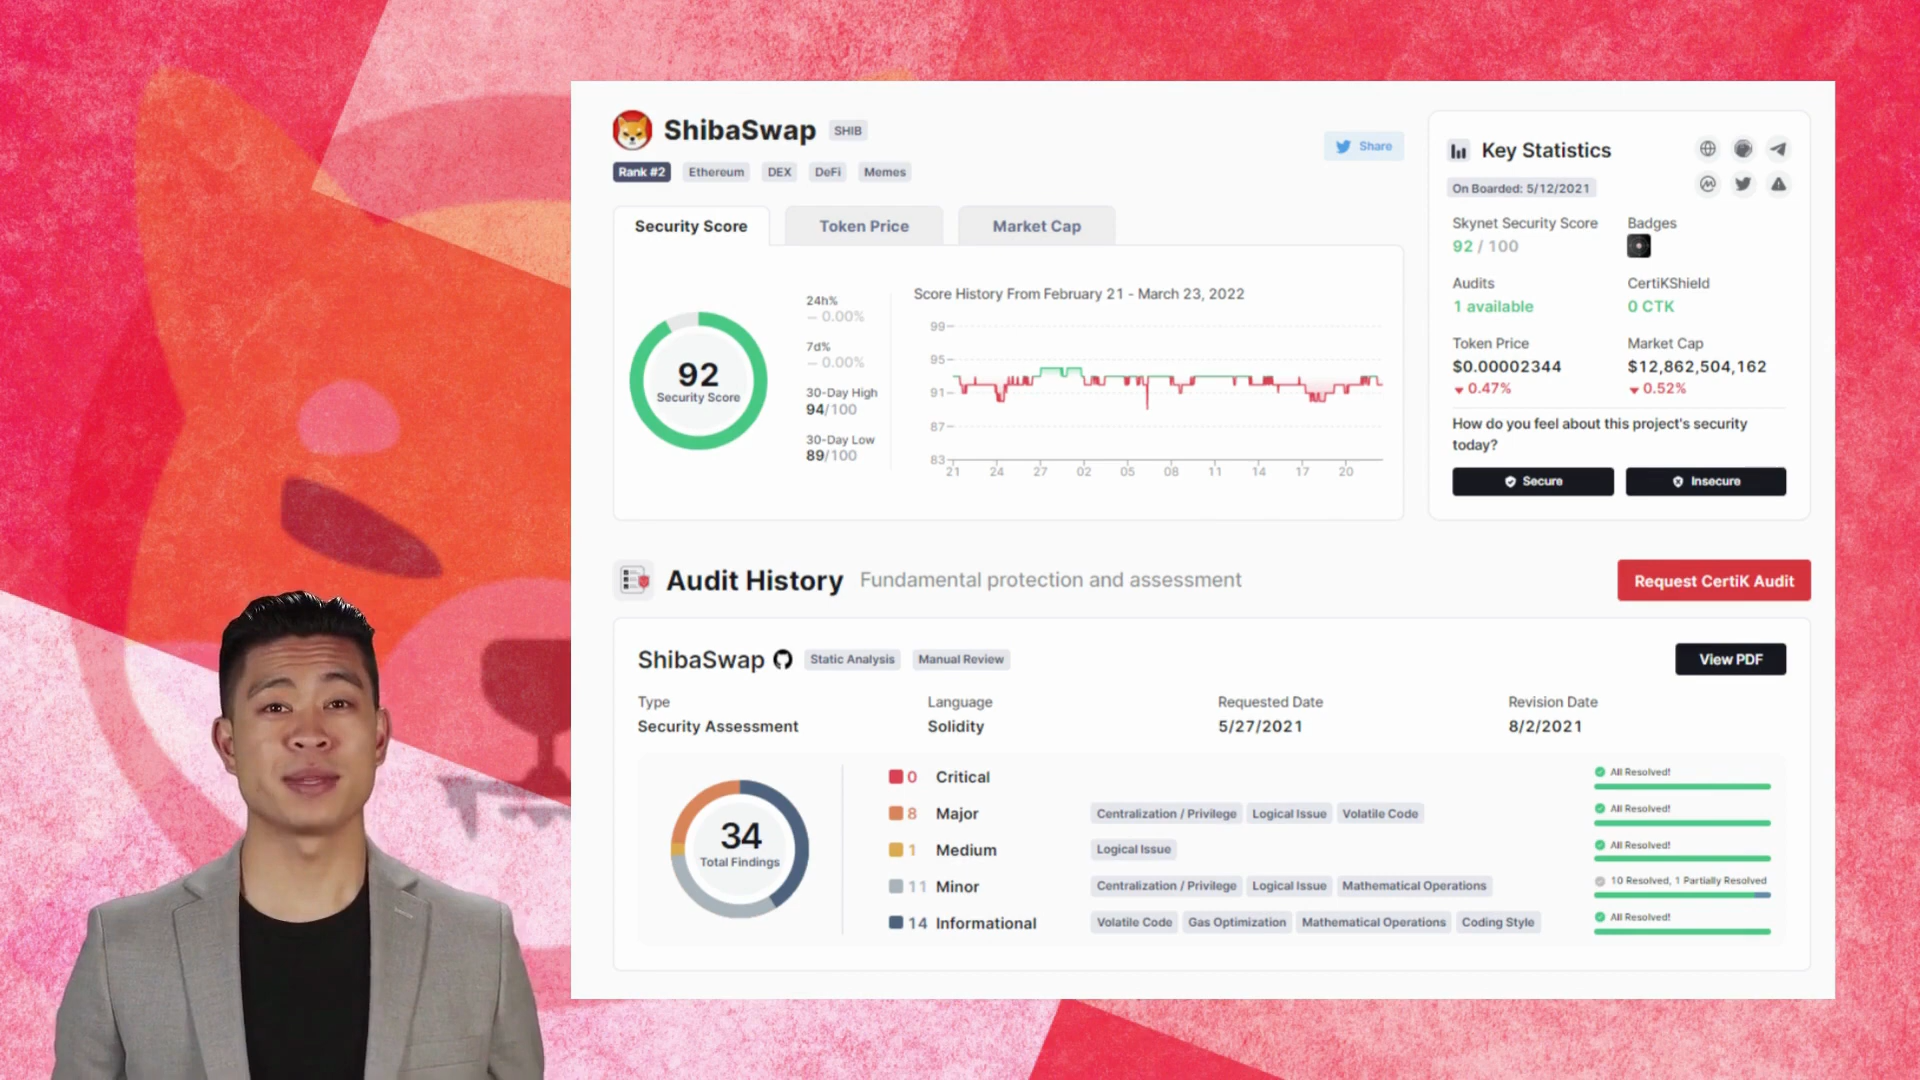 ShibaSwap SHIB
Share
Rank #2 Ethereum DEX DeFi Memes
Security Score Token Price Market Cap
92
Security Score
24h%
– 0.00%
7d%
– 0.00%
30-Day High
94/100
30-Day Low
89/100
Score History From February 21 - March 23, 2022
99
95
91
87
83
21 24 27 02 05 08 11 14 17 20
Key Statistics
On Boarded: 5/12/2021
Skynet Security Score Badges
92 / 100
Audits CertiKShield
1 available 0 CTK
Token Price Market Cap
$0.00002344 $12,862,504,162
0.47% 0.52%
How do you feel about this project's security
today?
Secure Insecure
Audit History Fundamental protection and assessment
Request CertiK Audit
ShibaSwap Static Analysis Manual Review
View PDF
Type Language Requested Date Revision Date
Security Assessment Solidity 5/27/2021 8/2/2021
34
Total Findings
0 Critical All Resolved!
8 Major Centralization / Privilege Logical Issue Volatile Code All Resolved!
1 Medium Logical Issue All Resolved!
11 Minor Centralization / Privilege Logical Issue Mathematical Operations 10 Resolved, 1 Partially Resolved
14 Informational Volatile Code Gas Optimization Mathematical Operations Coding Style All Resolved!